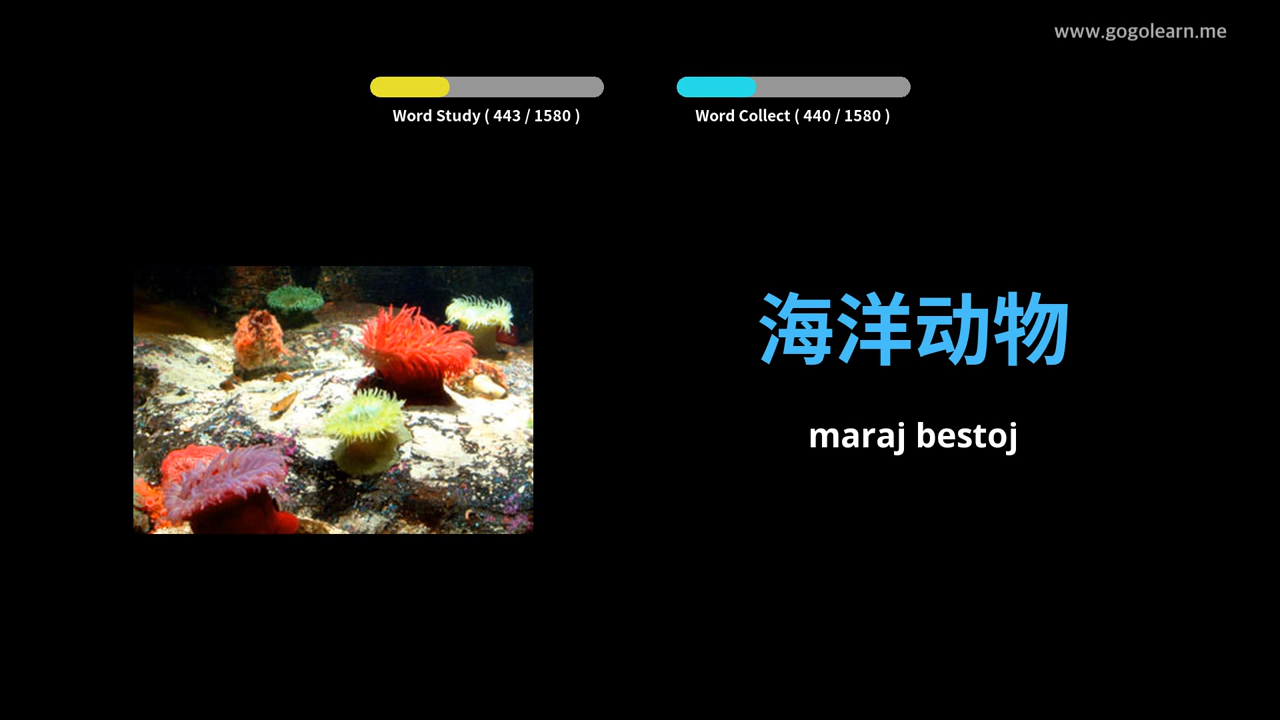 www.gogolearn.me
Word Study ( 443 / 1580 )
Word Collect ( 440 / 1580 )
海洋动物
maraj bestoj